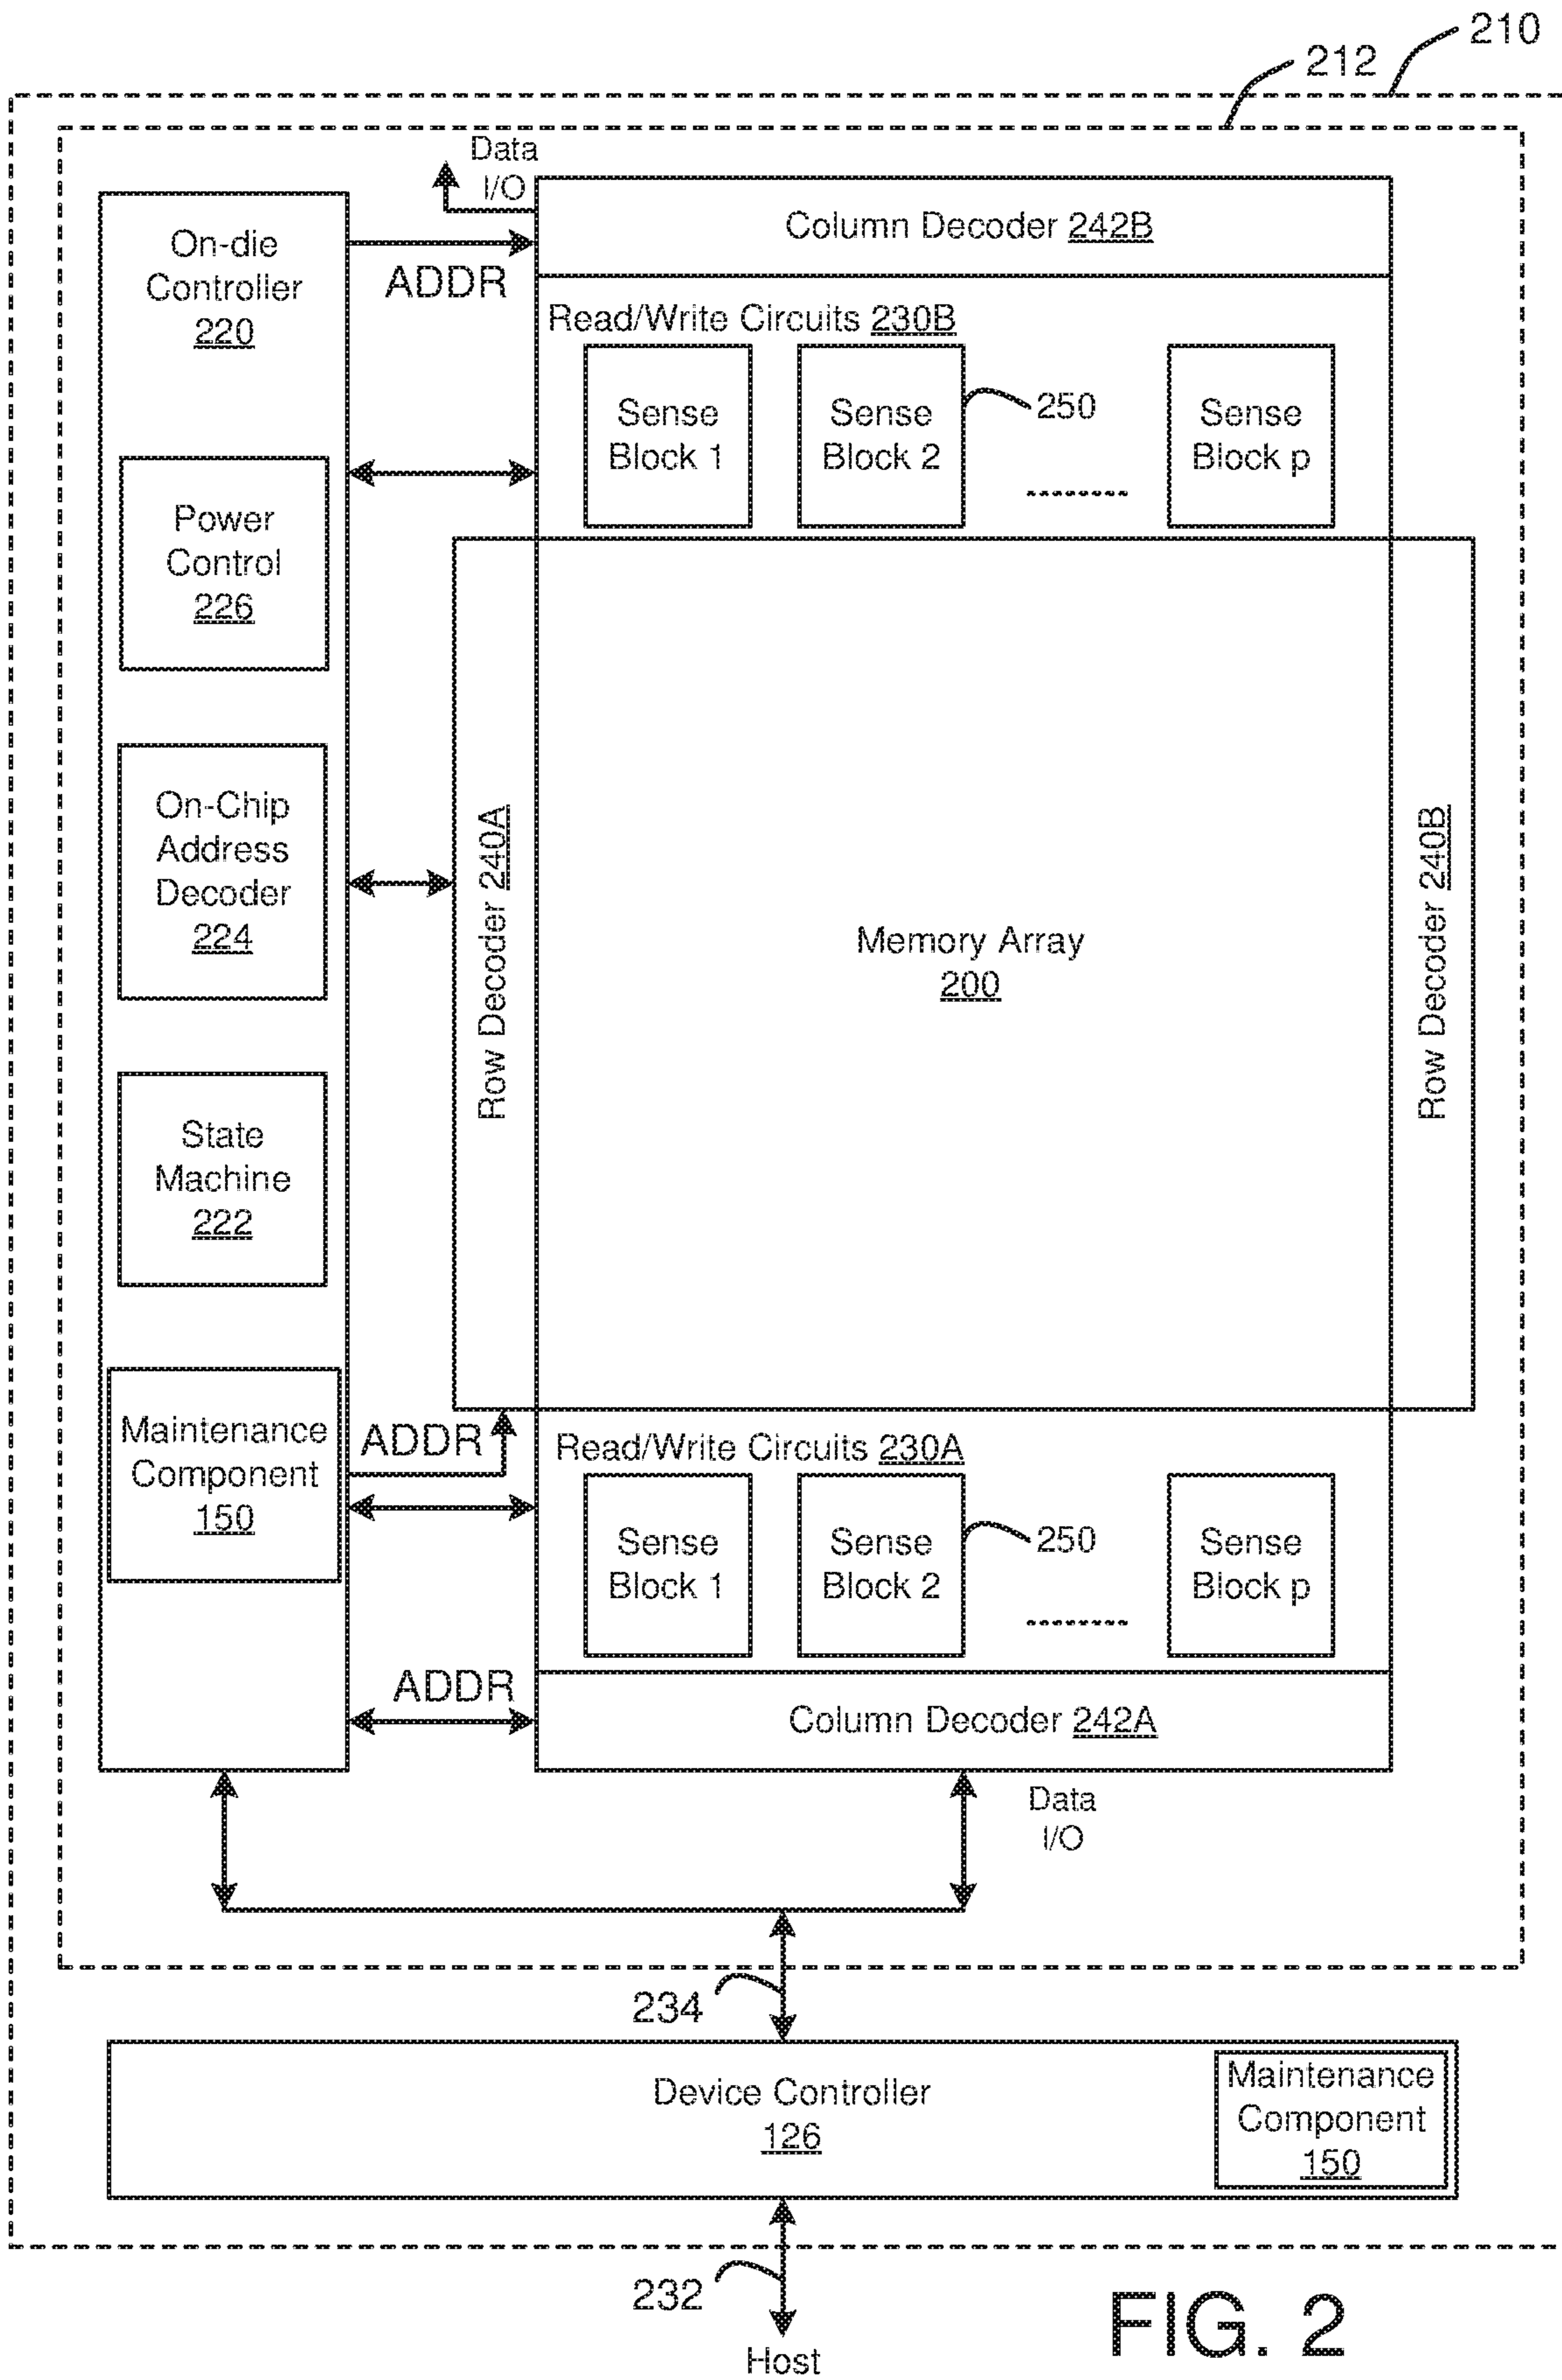 210
212
Data
I/O
On-die
Controller
220
ADDR
Column Decoder 242B
Read/Write Circuits 230B
Sense
Block 1
Sense
Block 2
250
Sense
Block p
Power
Control
226
On-Chip
Address
Decoder
224
Row Decoder 240A
Memory Array
200
Row Decoder 240B
State
Machine
222
Maintenance
Component
150
ADDR
Read/Write Circuits 230A
Sense
Block 1
Sense
Block 2
250
Sense
Block p
ADDR
Column Decoder 242A
Data
I/O
234
Device Controller
126
Maintenance
Component
150
232
Host
FIG. 2